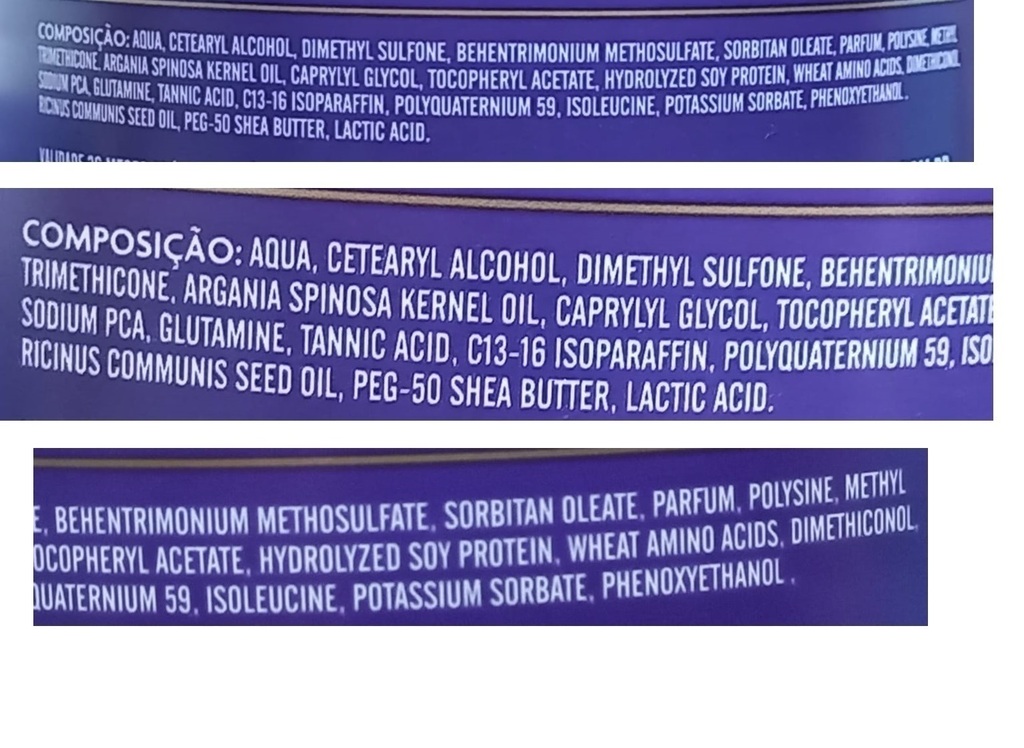 COMPOSIÇÃO: AQUA, CETEARYL ALCOHOL, DIMETHYL SULFONE, BEHENTRIMONIUM METHOSULFATE, SORBITAN OLEATE, PARFUM, POLYSINE, METHYL
TRIMETHICONE, ARGANIA SPINOSA KERNEL OIL, CAPRYLYL GLYCOL, TOCOPHERYL ACETATE, HYDROLYZED SOY PROTEIN, WHEAT AMINO ACIDS, DIMETHICONOL,
SODIUM PCA, GLUTAMINE, TANNIC ACID, C13-16 ISOPARAFFIN, POLYQUATERNIUM 59, ISOLEUCINE, POTASSIUM SORBATE, PHENOXYETHANOL,
RICINUS COMMUNIS SEED OIL, PEG-50 SHEA BUTTER, LACTIC ACID.
COMPOSIÇÃO: AQUA, CETEARYL ALCOHOL, DIMETHYL SULFONE, BEHENTRIMONIU
TRIMETHICONE, ARGANIA SPINOSA KERNEL OIL, CAPRYLYL GLYCOL, TOCOPHERYL ACETATE
SODIUM PCA, GLUTAMINE, TANNIC ACID, C13-16 ISOPARAFFIN, POLYQUATERNIUM 59, ISO
RICINUS COMMUNIS SEED OIL, PEG-50 SHEA BUTTER, LACTIC ACID.
E, BEHENTRIMONIUM METHOSULFATE, SORBITAN OLEATE, PARFUM, POLYSINE, METHYL
OCOPHERYL ACETATE, HYDROLYZED SOY PROTEIN, WHEAT AMINO ACIDS, DIMETHICONOL,
QUATERNIUM 59, ISOLEUCINE, POTASSIUM SORBATE, PHENOXYETHANOL,